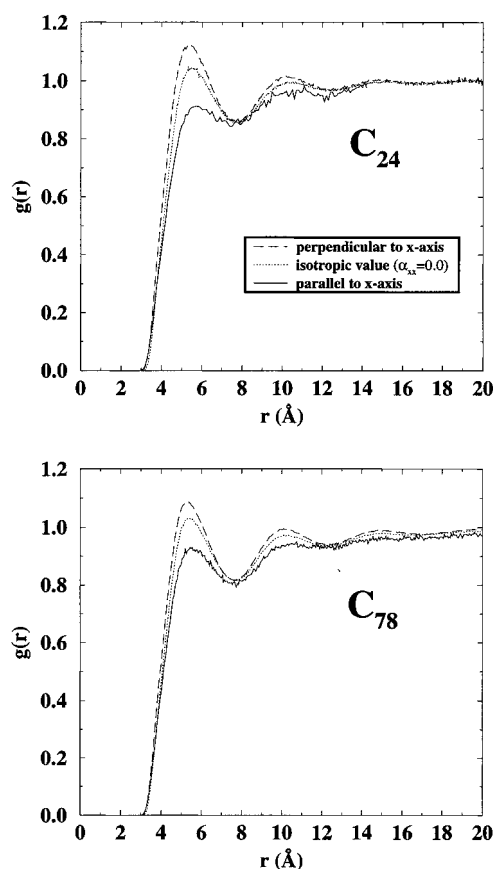 1.2
1.0
0.8
0.6
0.4
0.2
0.0
g(r)
C24
perpendicular to x-axis
isotropic value (αxx=0.0)
parallel to x-axis
0 2 4 6 8 10 12 14 16 18 20
r (Å)
1.2
1.0
0.8
0.6
0.4
0.2
0.0
g(r)
C78
0 2 4 6 8 10 12 14 16 18 20
r (Å)